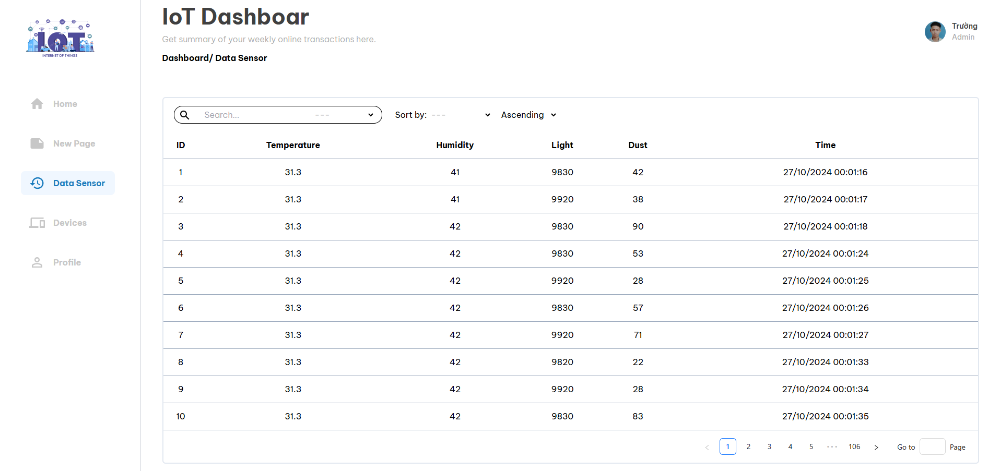 IOT
INTERNET OF THINGS
Home
New Page
Data Sensor
Devices
Profile
IoT Dashboar
Get summary of your weekly online transactions here.
Dashboard/ Data Sensor
Trường
Admin
Search... ---
Sort by: --- Ascending
ID Temperature Humidity Light Dust Time
1 31.3 41 9830 42 27/10/2024 00:01:16
2 31.3 41 9920 38 27/10/2024 00:01:17
3 31.3 42 9830 90 27/10/2024 00:01:18
4 31.3 42 9830 53 27/10/2024 00:01:24
5 31.3 42 9920 28 27/10/2024 00:01:25
6 31.3 42 9830 57 27/10/2024 00:01:26
7 31.3 42 9920 71 27/10/2024 00:01:27
8 31.3 42 9820 22 27/10/2024 00:01:33
9 31.3 42 9920 28 27/10/2024 00:01:34
10 31.3 42 9830 83 27/10/2024 00:01:35
< 1 2 3 4 5 ••• 106 > Go to Page